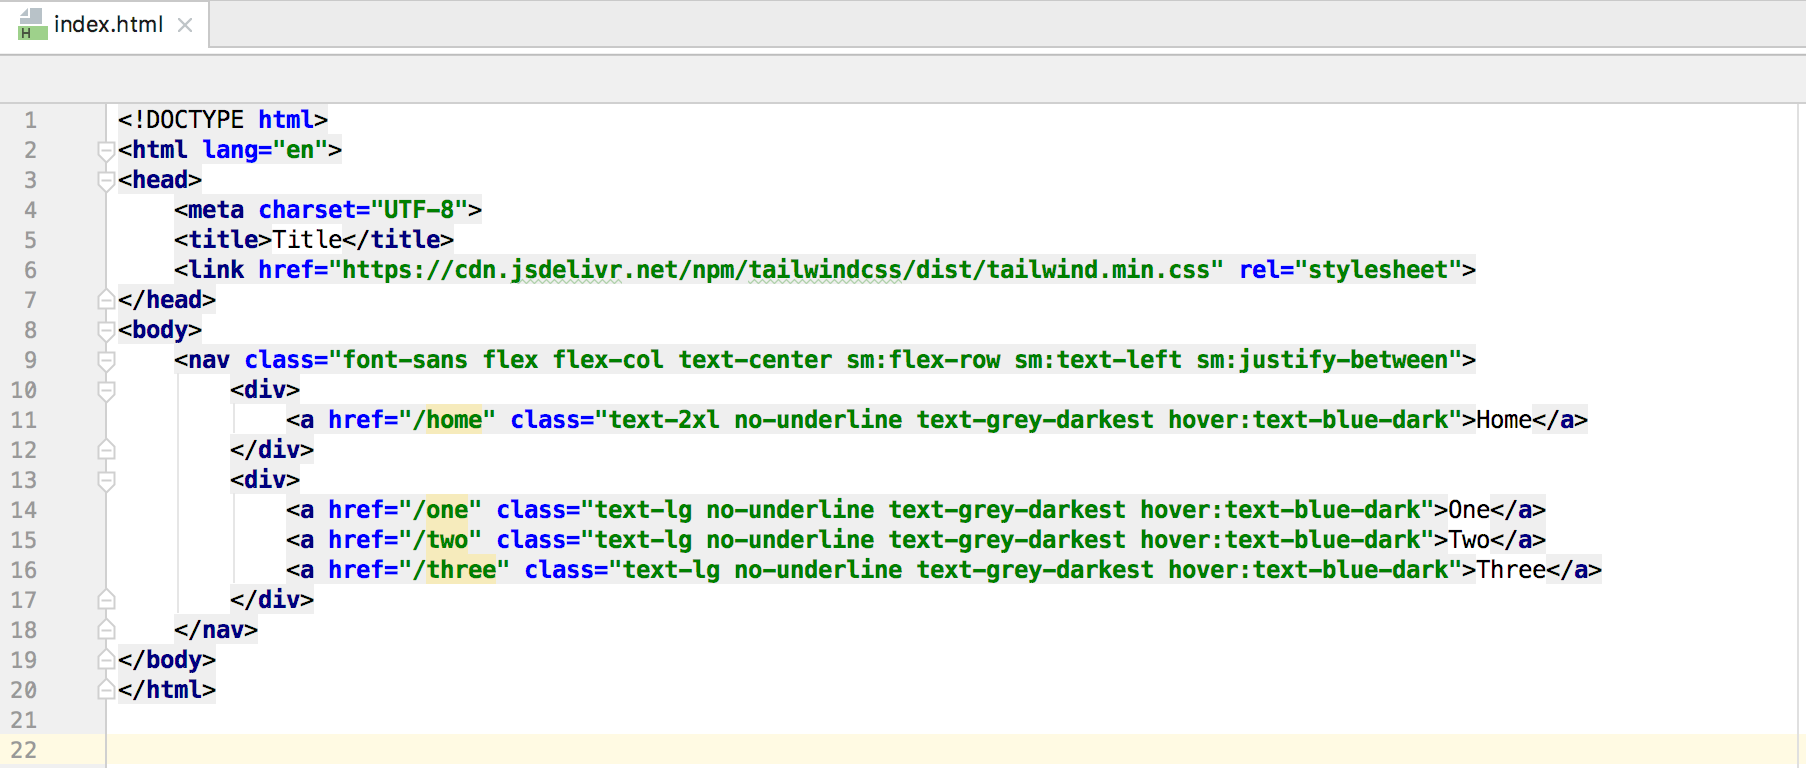 index.html
1 <!DOCTYPE html>
2 <html lang="en">
3 <head>
4     <meta charset="UTF-8">
5     <title>Title</title>
6     <link href="https://cdn.jsdelivr.net/npm/tailwindcss/dist/tailwind.min.css" rel="stylesheet">
7 </head>
8 <body>
9     <nav class="font-sans flex flex-col text-center sm:flex-row sm:text-left sm:justify-between">
10         <div>
11             <a href="/home" class="text-2xl no-underline text-grey-darkest hover:text-blue-dark">Home</a>
12         </div>
13         <div>
14             <a href="/one" class="text-lg no-underline text-grey-darkest hover:text-blue-dark">One</a>
15             <a href="/two" class="text-lg no-underline text-grey-darkest hover:text-blue-dark">Two</a>
16             <a href="/three" class="text-lg no-underline text-grey-darkest hover:text-blue-dark">Three</a>
17         </div>
18     </nav>
19 </body>
20 </html>
21
22